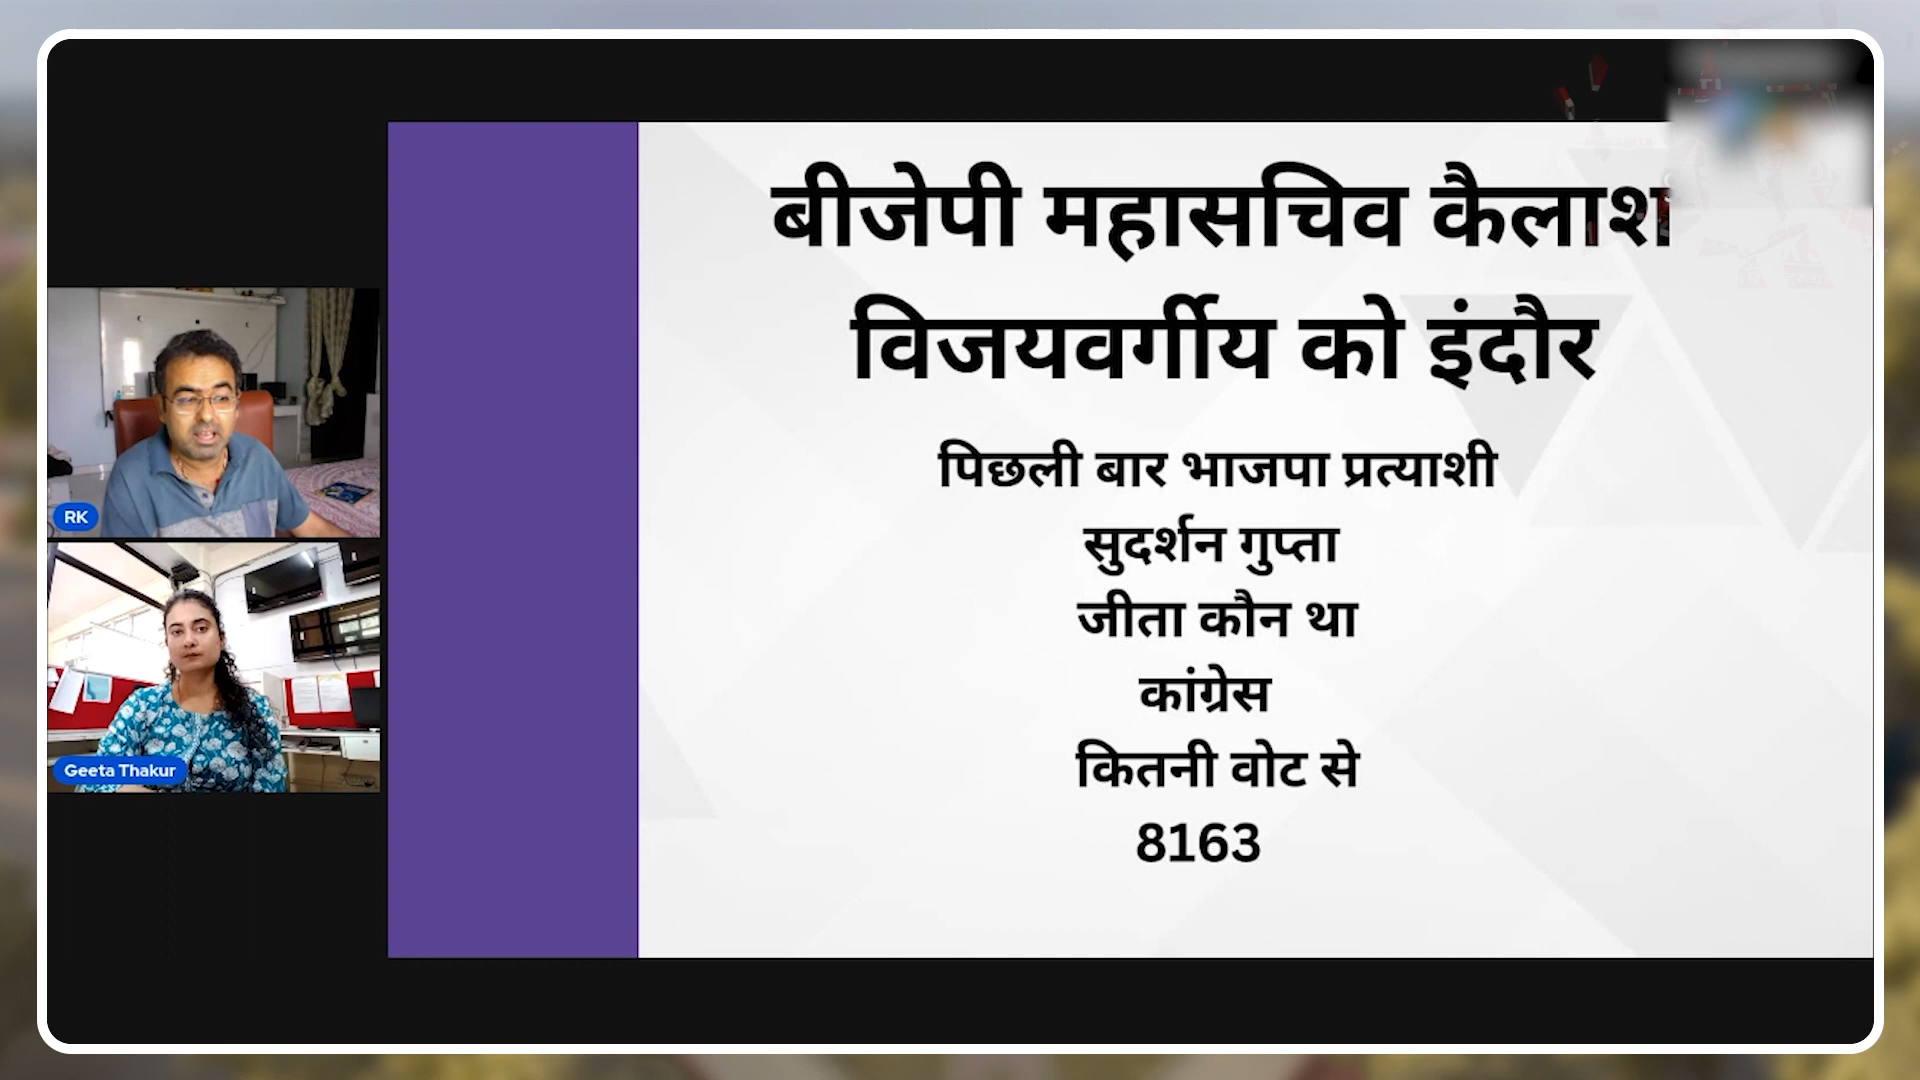 बीजेपी महासचिव कैलाश
विजयवर्गीय को इंदौर
पिछली बार भाजपा प्रत्याशी
सुदर्शन गुप्ता
जीता कौन था
कांग्रेस
कितनी वोट से
8163
RK
Geeta Thakur